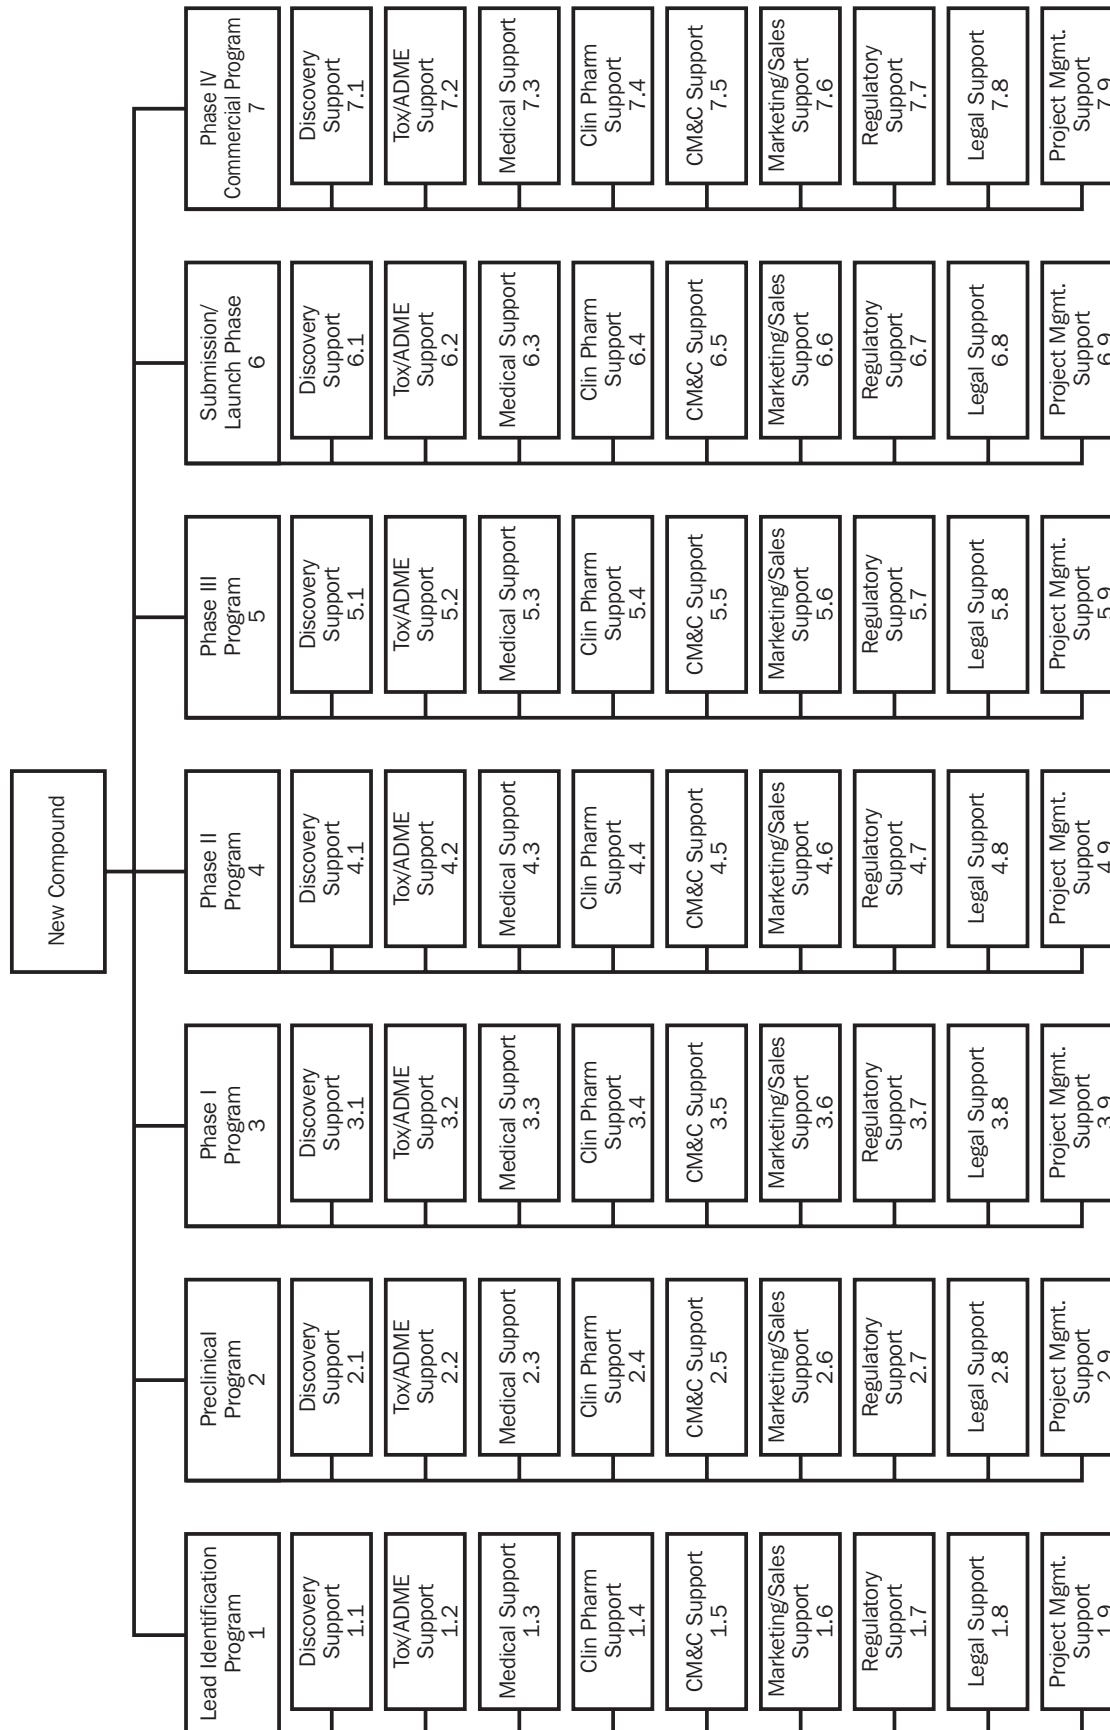 New Compound
Lead Identification
Program
1
Discovery
Support
1.1
Tox/ADME
Support
1.2
Medical Support
1.3
Clin Pharm
Support
1.4
CM&C Support
1.5
Marketing/Sales
Support
1.6
Regulatory
Support
1.7
Legal Support
1.8
Project Mgmt.
Support
1.9
Preclinical
Program
2
Discovery
Support
2.1
Tox/ADME
Support
2.2
Medical Support
2.3
Clin Pharm
Support
2.4
CM&C Support
2.5
Marketing/Sales
Support
2.6
Regulatory
Support
2.7
Legal Support
2.8
Project Mgmt.
Support
2.9
Phase I
Program
3
Discovery
Support
3.1
Tox/ADME
Support
3.2
Medical Support
3.3
Clin Pharm
Support
3.4
CM&C Support
3.5
Marketing/Sales
Support
3.6
Regulatory
Support
3.7
Legal Support
3.8
Project Mgmt.
Support
3.9
Phase II
Program
4
Discovery
Support
4.1
Tox/ADME
Support
4.2
Medical Support
4.3
Clin Pharm
Support
4.4
CM&C Support
4.5
Marketing/Sales
Support
4.6
Regulatory
Support
4.7
Legal Support
4.8
Project Mgmt.
Support
4.9
Phase III
Program
5
Discovery
Support
5.1
Tox/ADME
Support
5.2
Medical Support
5.3
Clin Pharm
Support
5.4
CM&C Support
5.5
Marketing/Sales
Support
5.6
Regulatory
Support
5.7
Legal Support
5.8
Project Mgmt.
Support
5.9
Submission/
Launch Phase
6
Discovery
Support
6.1
Tox/ADME
Support
6.2
Medical Support
6.3
Clin Pharm
Support
6.4
CM&C Support
6.5
Marketing/Sales
Support
6.6
Regulatory
Support
6.7
Legal Support
6.8
Project Mgmt.
Support
6.9
Phase IV
Commercial Program
7
Discovery
Support
7.1
Tox/ADME
Support
7.2
Medical Support
7.3
Clin Pharm
Support
7.4
CM&C Support
7.5
Marketing/Sales
Support
7.6
Regulatory
Support
7.7
Legal Support
7.8
Project Mgmt.
Support
7.9